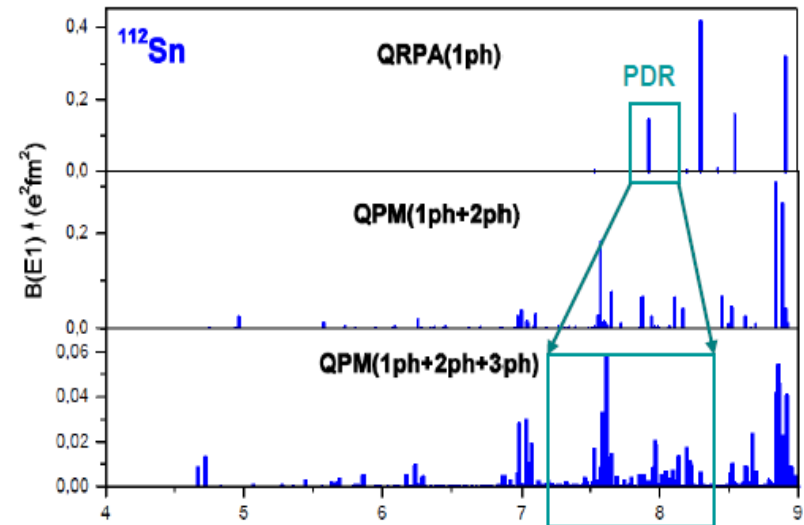 112Sn
QRPA(1ph)
PDR
0.4
0.2
0.0
QPM(1ph+2ph)
0.2
0.0
B(E1) ↑ (e²fm²)
QPM(1ph+2ph+3ph)
0.06
0.04
0.02
0.00
4 5 6 7 8 9